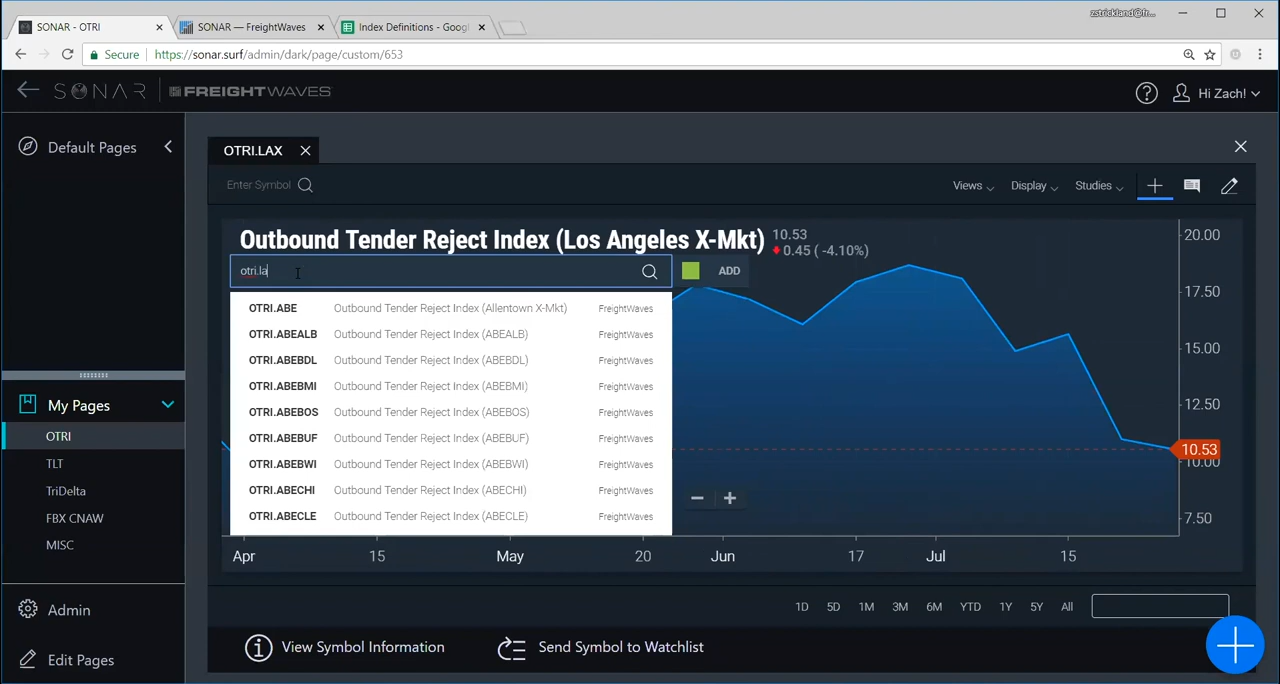 SONAR - OTRI
SONAR — FreightWaves
Index Definitions - Goog
Secure
https://sonar.surf/admin/dark/page/custom/653
SONAR
FREIGHTWAVES
Hi Zach!
Default Pages
OTRI.LAX
Enter Symbol
Views
Display
Studies
Outbound Tender Reject Index (Los Angeles X-Mkt)
10.53
0.45 ( -4.10%)
otri.la
ADD
OTRI.ABE Outbound Tender Reject Index (Allentown X-Mkt) FreightWaves
OTRI.ABEALB Outbound Tender Reject Index (ABEALB) FreightWaves
OTRI.ABEBDL Outbound Tender Reject Index (ABEBDL) FreightWaves
OTRI.ABEBMI Outbound Tender Reject Index (ABEBMI) FreightWaves
OTRI.ABEBOS Outbound Tender Reject Index (ABEBOS) FreightWaves
OTRI.ABEBUF Outbound Tender Reject Index (ABEBUF) FreightWaves
OTRI.ABEBWI Outbound Tender Reject Index (ABEBWI) FreightWaves
OTRI.ABECHI Outbound Tender Reject Index (ABECHI) FreightWaves
OTRI.ABECLE Outbound Tender Reject Index (ABECLE) FreightWaves
20.00
17.50
15.00
12.50
10.53
10.00
7.50
Apr 15 May 20 Jun 17 Jul 15
1D 5D 1M 3M 6M YTD 1Y 5Y All
View Symbol Information
Send Symbol to Watchlist
My Pages
OTRI
TLT
TriDelta
FBX CNAW
MISC
Admin
Edit Pages